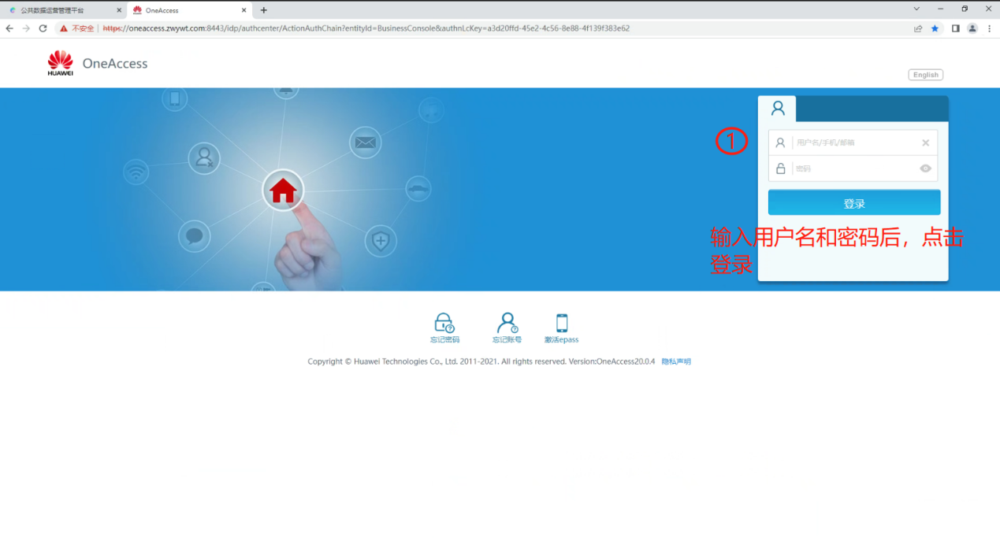 公共数据运营管理平台
OneAccess
不安全 | https://oneaccess.zwywt.com:8443/idp/authcenter/ActionAuthChain?entityId=BusinessConsole&authnLcKey=a3d20ffd-45e2-4c56-8e88-4f139f383e62
HUAWEI
OneAccess
English
①
用户名/手机/邮箱
密码
登录
输入用户名和密码后，点击
登录
忘记密码
忘记账号
激活epass
Copyright © Huawei Technologies Co., Ltd. 2011-2021. All rights reserved. Version:OneAccess20.0.4 隐私声明